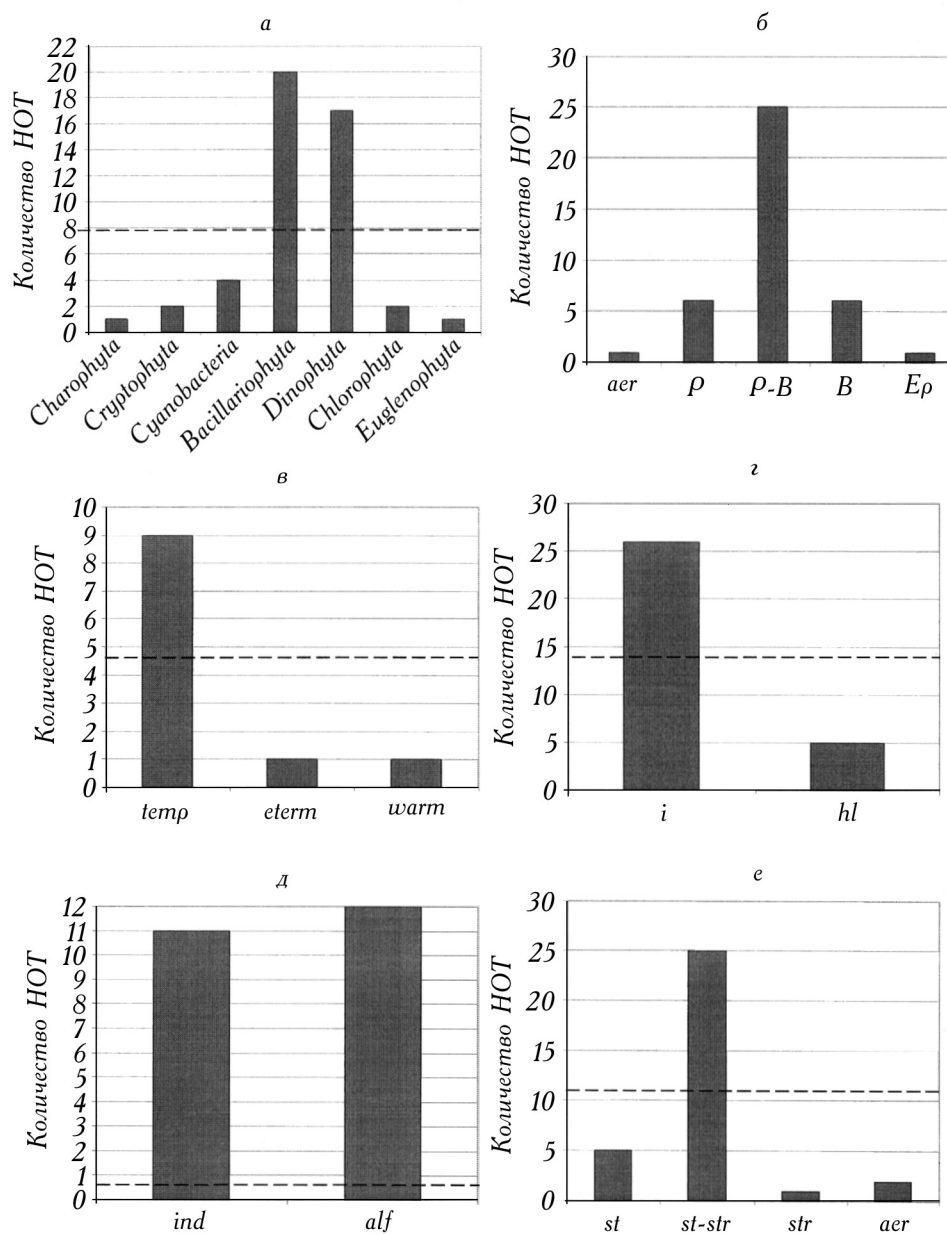 а
Количество НОТ
22
20
18
16
14
12
10
8
6
4
2
0
Charophyta
Cryptophyta
Cyanobacteria
Bacillariophyta
Dinophyta
Chlorophyta
Euglenophyta
б
Количество НОТ
30
25
20
15
10
5
0
aer P P-B B Ep
в
Количество НОТ
10
9
8
7
6
5
4
3
2
1
0
temp eterm warm
г
Количество НОТ
30
25
20
15
10
5
0
i hl
д
Количество НОТ
12
11
10
9
8
7
6
5
4
3
2
1
0
ind alf
е
Количество НОТ
30
25
20
15
10
5
0
st st-str str aer